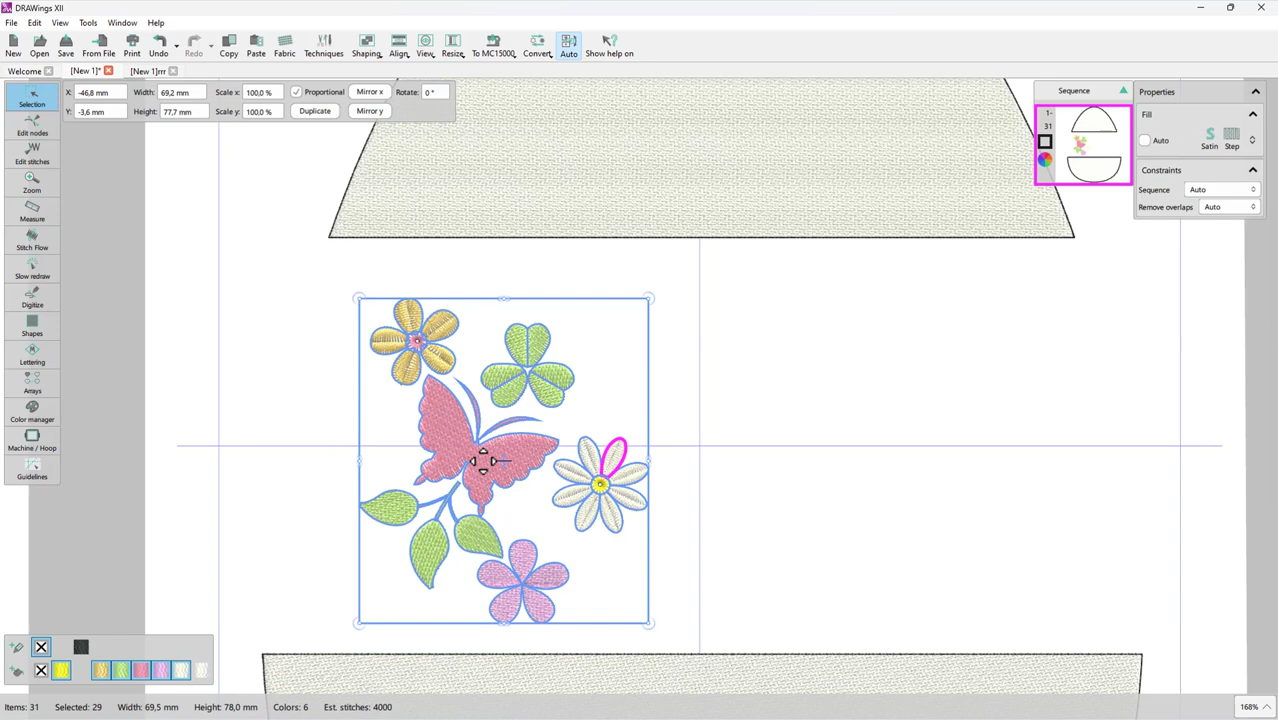 DRAWings XII
File Edit View Tools Window Help
New Open Save From File Print Undo Redo Copy Paste Fabric Techniques Shaping Align View Resize To MC15000 Convert Auto Show help on
Welcome [New 1]* [New 1]rrr
Selection
Edit nodes
Edit stitches
Zoom
Measure
Stitch Flow
Slow redraw
Digitize
Shapes
Lettering
Arrays
Color manager
Machine / Hoop
Guidelines
X: -46,8 mm Width: 69,2 mm Scale x: 100,0 % Proportional Mirror x Rotate: 0 °
Y: -3,6 mm Height: 77,7 mm Scale y: 100,0 % Duplicate Mirror y
Sequence
1-
31
Properties
Fill
Auto Satin Step
Constraints
Sequence Auto
Remove overlaps Auto
Items: 31 Selected: 29 Width: 69,5 mm Height: 78,0 mm Colors: 6 Est. stitches: 4000 168%